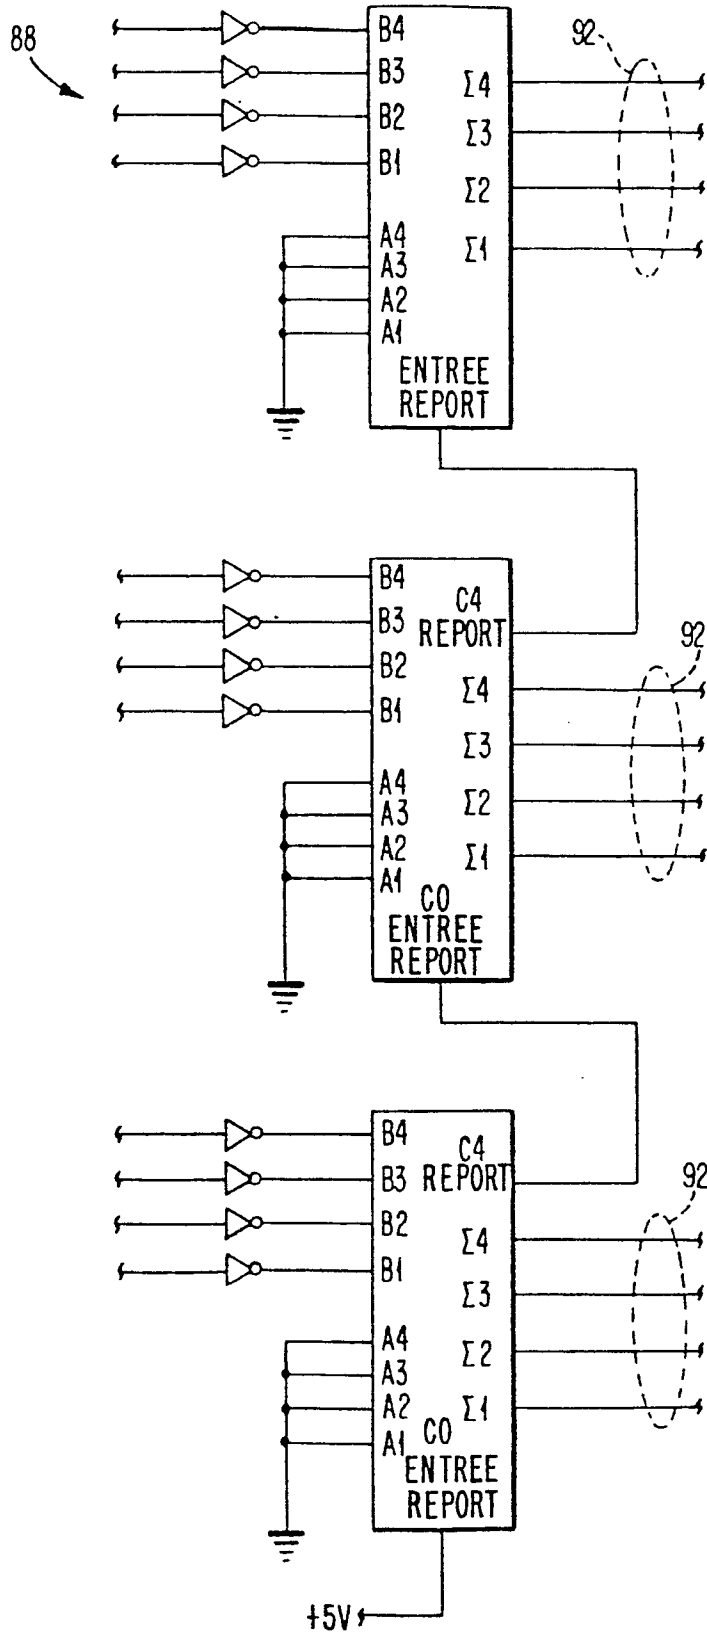 88
92
B4
B3
B2
B1
A4
A3
A2
A1
Σ4
Σ3
Σ2
Σ1
ENTREE
REPORT
B4
B3
B2
B1
A4
A3
A2
A1
C4
REPORT
92
Σ4
Σ3
Σ2
Σ1
C0
ENTREE
REPORT
B4
B3
B2
B1
A4
A3
A2
A1
C4
REPORT
92
Σ4
Σ3
Σ2
Σ1
C0
ENTREE
REPORT
+5V